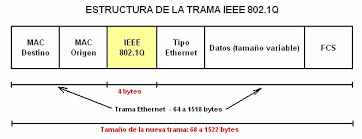 ESTRUCTURA DE LA TRAMA IEEE 802.1Q
MAC Destino
MAC Origen
IEEE 802.1Q
Tipo Ethernet
Datos (tamaño variable)
FCS
4 bytes
Trama Ethernet - 64 a 1518 bytes
Tamaño de la nueva trama: 68 a 1522 bytes